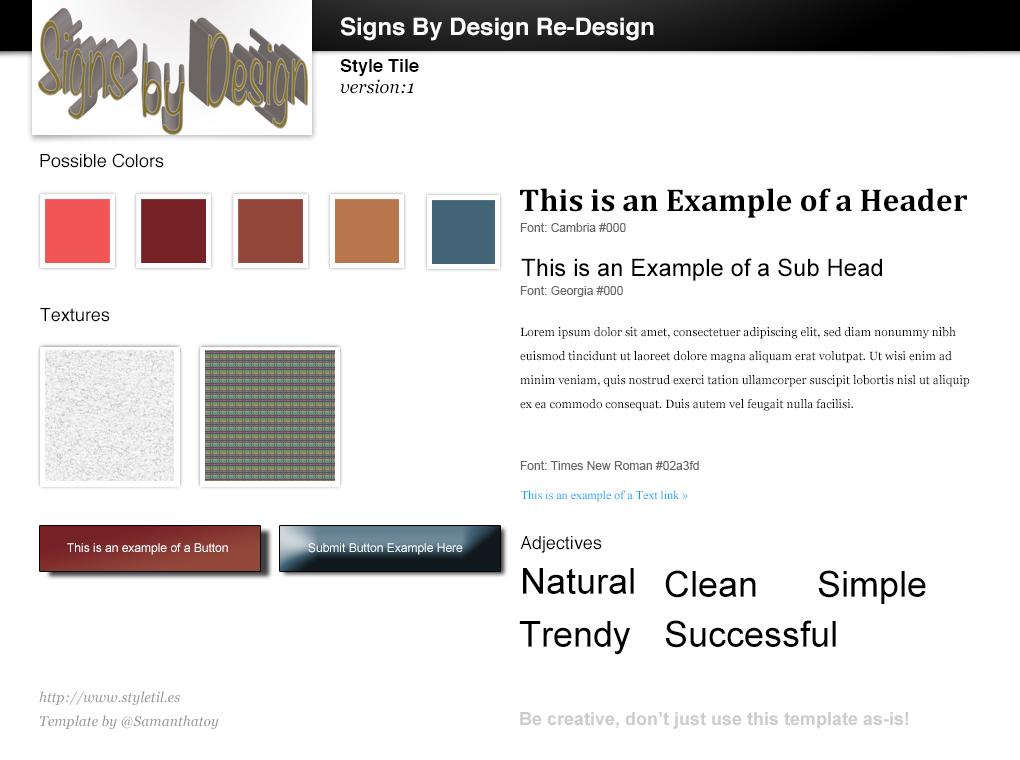 Signs by Design
Signs By Design Re-Design
Style Tile
version:1
Possible Colors
Textures
This is an example of a Button
Submit Button Example Here
http://www.styletil.es
Template by @Samanthatoy
This is an Example of a Header
Font: Cambria #000
This is an Example of a Sub Head
Font: Georgia #000
Lorem ipsum dolor sit amet, consectetuer adipiscing elit, sed diam nonummy nibh
euismod tincidunt ut laoreet dolore magna aliquam erat volutpat. Ut wisi enim ad
minim veniam, quis nostrud exerci tation ullamcorper suscipit lobortis nisl ut aliquip
ex ea commodo consequat. Duis autem vel feugait nulla facilisi.
Font: Times New Roman #02a3fd
This is an example of a Text link »
Adjectives
Natural Clean Simple
Trendy Successful
Be creative, don’t just use this template as-is!